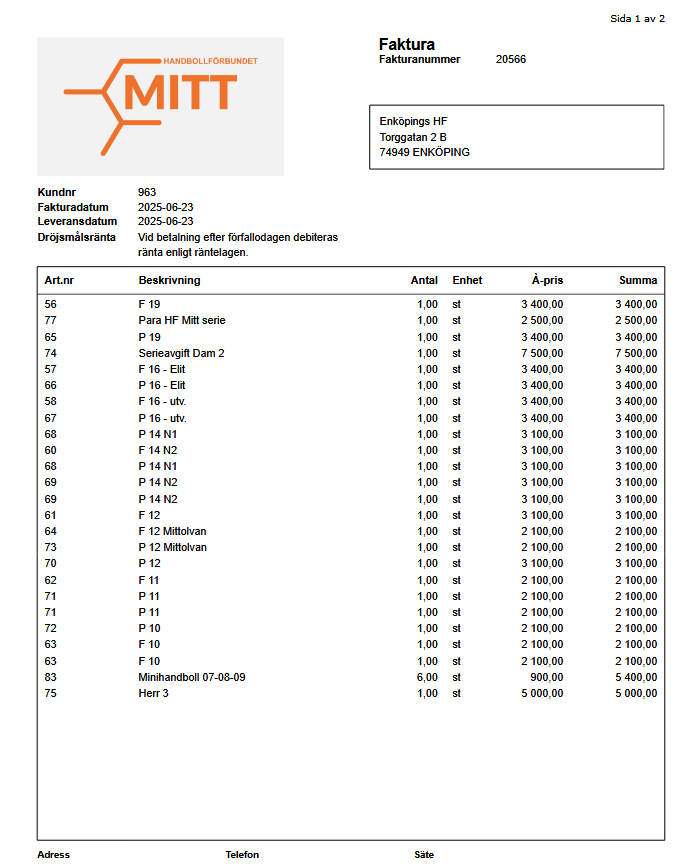 Sida 1 av 2
HANDBOLLFÖRBUNDET
MITT
Faktura
Fakturanummer 20566
Enköpings HF
Torggatan 2 B
74949 ENKÖPING
Kundnr 963
Fakturadatum 2025-06-23
Leveransdatum 2025-06-23
Dröjsmålsränta Vid betalning efter förfallodagen debiteras
ränta enligt räntelagen.
Art.nr Beskrivning Antal Enhet À-pris Summa
56 F 19 1,00 st 3 400,00 3 400,00
77 Para HF Mitt serie 1,00 st 2 500,00 2 500,00
65 P 19 1,00 st 3 400,00 3 400,00
74 Serieavgift Dam 2 1,00 st 7 500,00 7 500,00
57 F 16 - Elit 1,00 st 3 400,00 3 400,00
66 P 16 - Elit 1,00 st 3 400,00 3 400,00
58 F 16 - utv. 1,00 st 3 400,00 3 400,00
67 P 16 - utv. 1,00 st 3 400,00 3 400,00
68 P 14 N1 1,00 st 3 100,00 3 100,00
60 F 14 N2 1,00 st 3 100,00 3 100,00
68 P 14 N1 1,00 st 3 100,00 3 100,00
69 P 14 N2 1,00 st 3 100,00 3 100,00
69 P 14 N2 1,00 st 3 100,00 3 100,00
61 F 12 1,00 st 3 100,00 3 100,00
64 F 12 Mittolvan 1,00 st 2 100,00 2 100,00
73 P 12 Mittolvan 1,00 st 2 100,00 2 100,00
70 P 12 1,00 st 3 100,00 3 100,00
62 F 11 1,00 st 2 100,00 2 100,00
71 P 11 1,00 st 2 100,00 2 100,00
71 P 11 1,00 st 2 100,00 2 100,00
72 P 10 1,00 st 2 100,00 2 100,00
63 F 10 1,00 st 2 100,00 2 100,00
63 F 10 1,00 st 2 100,00 2 100,00
83 Minihandboll 07-08-09 6,00 st 900,00 5 400,00
75 Herr 3 1,00 st 5 000,00 5 000,00
Adress Telefon Säte